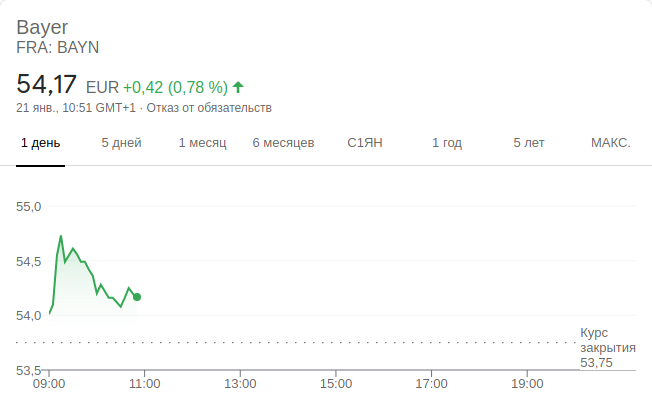 Bayer
FRA: BAYN
54,17 EUR +0,42 (0,78 %)
21 янв., 10:51 GMT+1 · Отказ от обязательств
1 день 5 дней 1 месяц 6 месяцев С1ЯН 1 год 5 лет МАКС.
55,0
54,5
54,0
Курс
закрытия
53,75
53,5
09:00 11:00 13:00 15:00 17:00 19:00